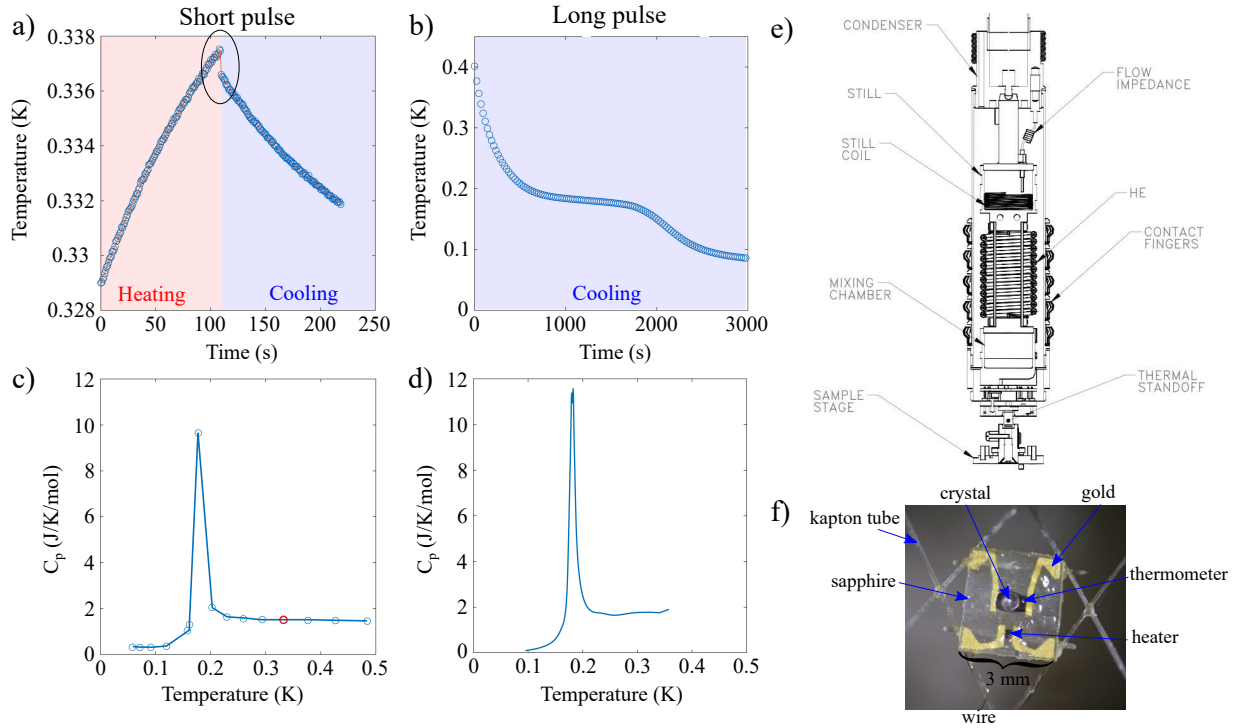 Short pulse
Long pulse
a)
0.338
0.336
0.334
0.332
0.33
0.328
Temperature (K)
Heating
Cooling
0
50
100
150
200
250
Time (s)
b)
0.5
0.4
0.3
0.2
0.1
0
Temperature (K)
Cooling
0
1000
2000
3000
Time (s)
c)
12
10
8
6
4
2
0
Cp (J/K/mol)
0
0.1
0.2
0.3
0.4
0.5
Temperature (K)
d)
12
10
8
6
4
2
0
Cp (J/K/mol)
0
0.1
0.2
0.3
0.4
0.5
Temperature (K)
e)
CONDENSER
FLOW
IMPEDANCE
STILL
STILL
COIL
HE
CONTACT
FINGERS
MIXING
CHAMBER
THERMAL
STANDOFF
SAMPLE
STAGE
f)
crystal
gold
kapton tube
sapphire
thermometer
heater
3 mm
wire